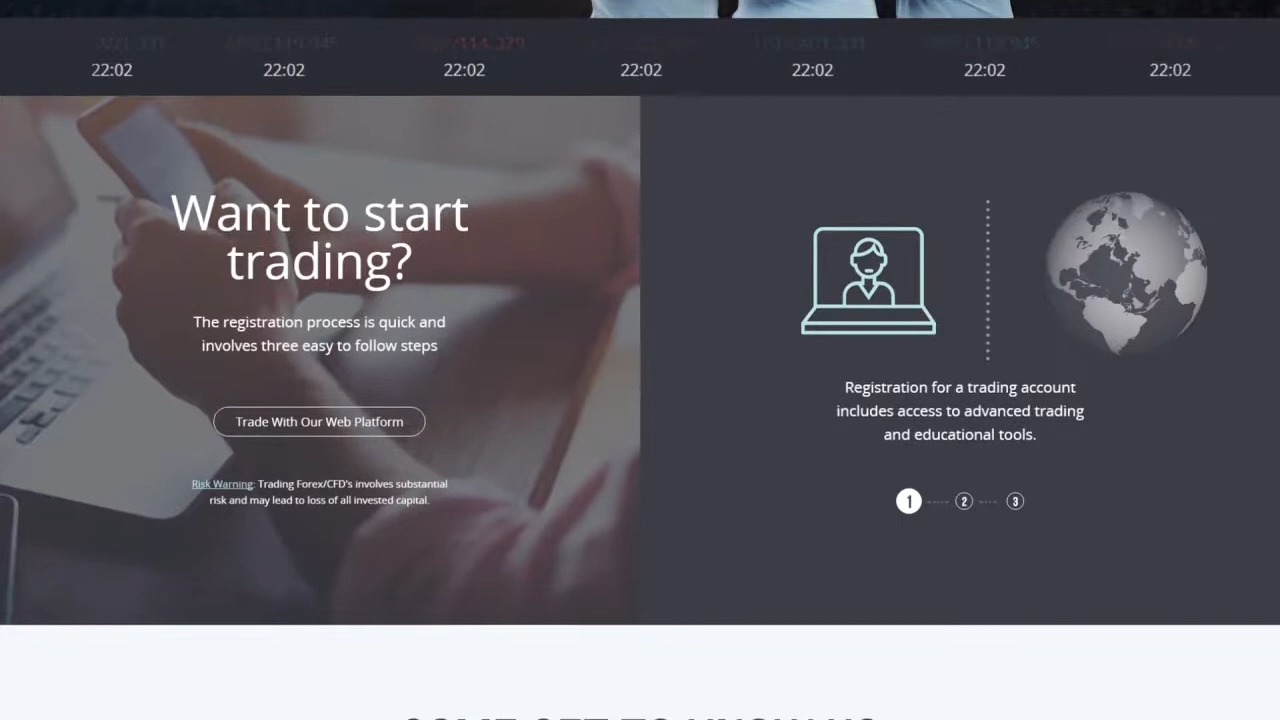 22:02 22:02 22:02 22:02 22:02 22:02 22:02
Want to start
trading?
The registration process is quick and
involves three easy to follow steps
Trade With Our Web Platform
Risk Warning: Trading Forex/CFD's involves substantial
risk and may lead to loss of all invested capital.
Registration for a trading account
includes access to advanced trading
and educational tools.
1 2 3